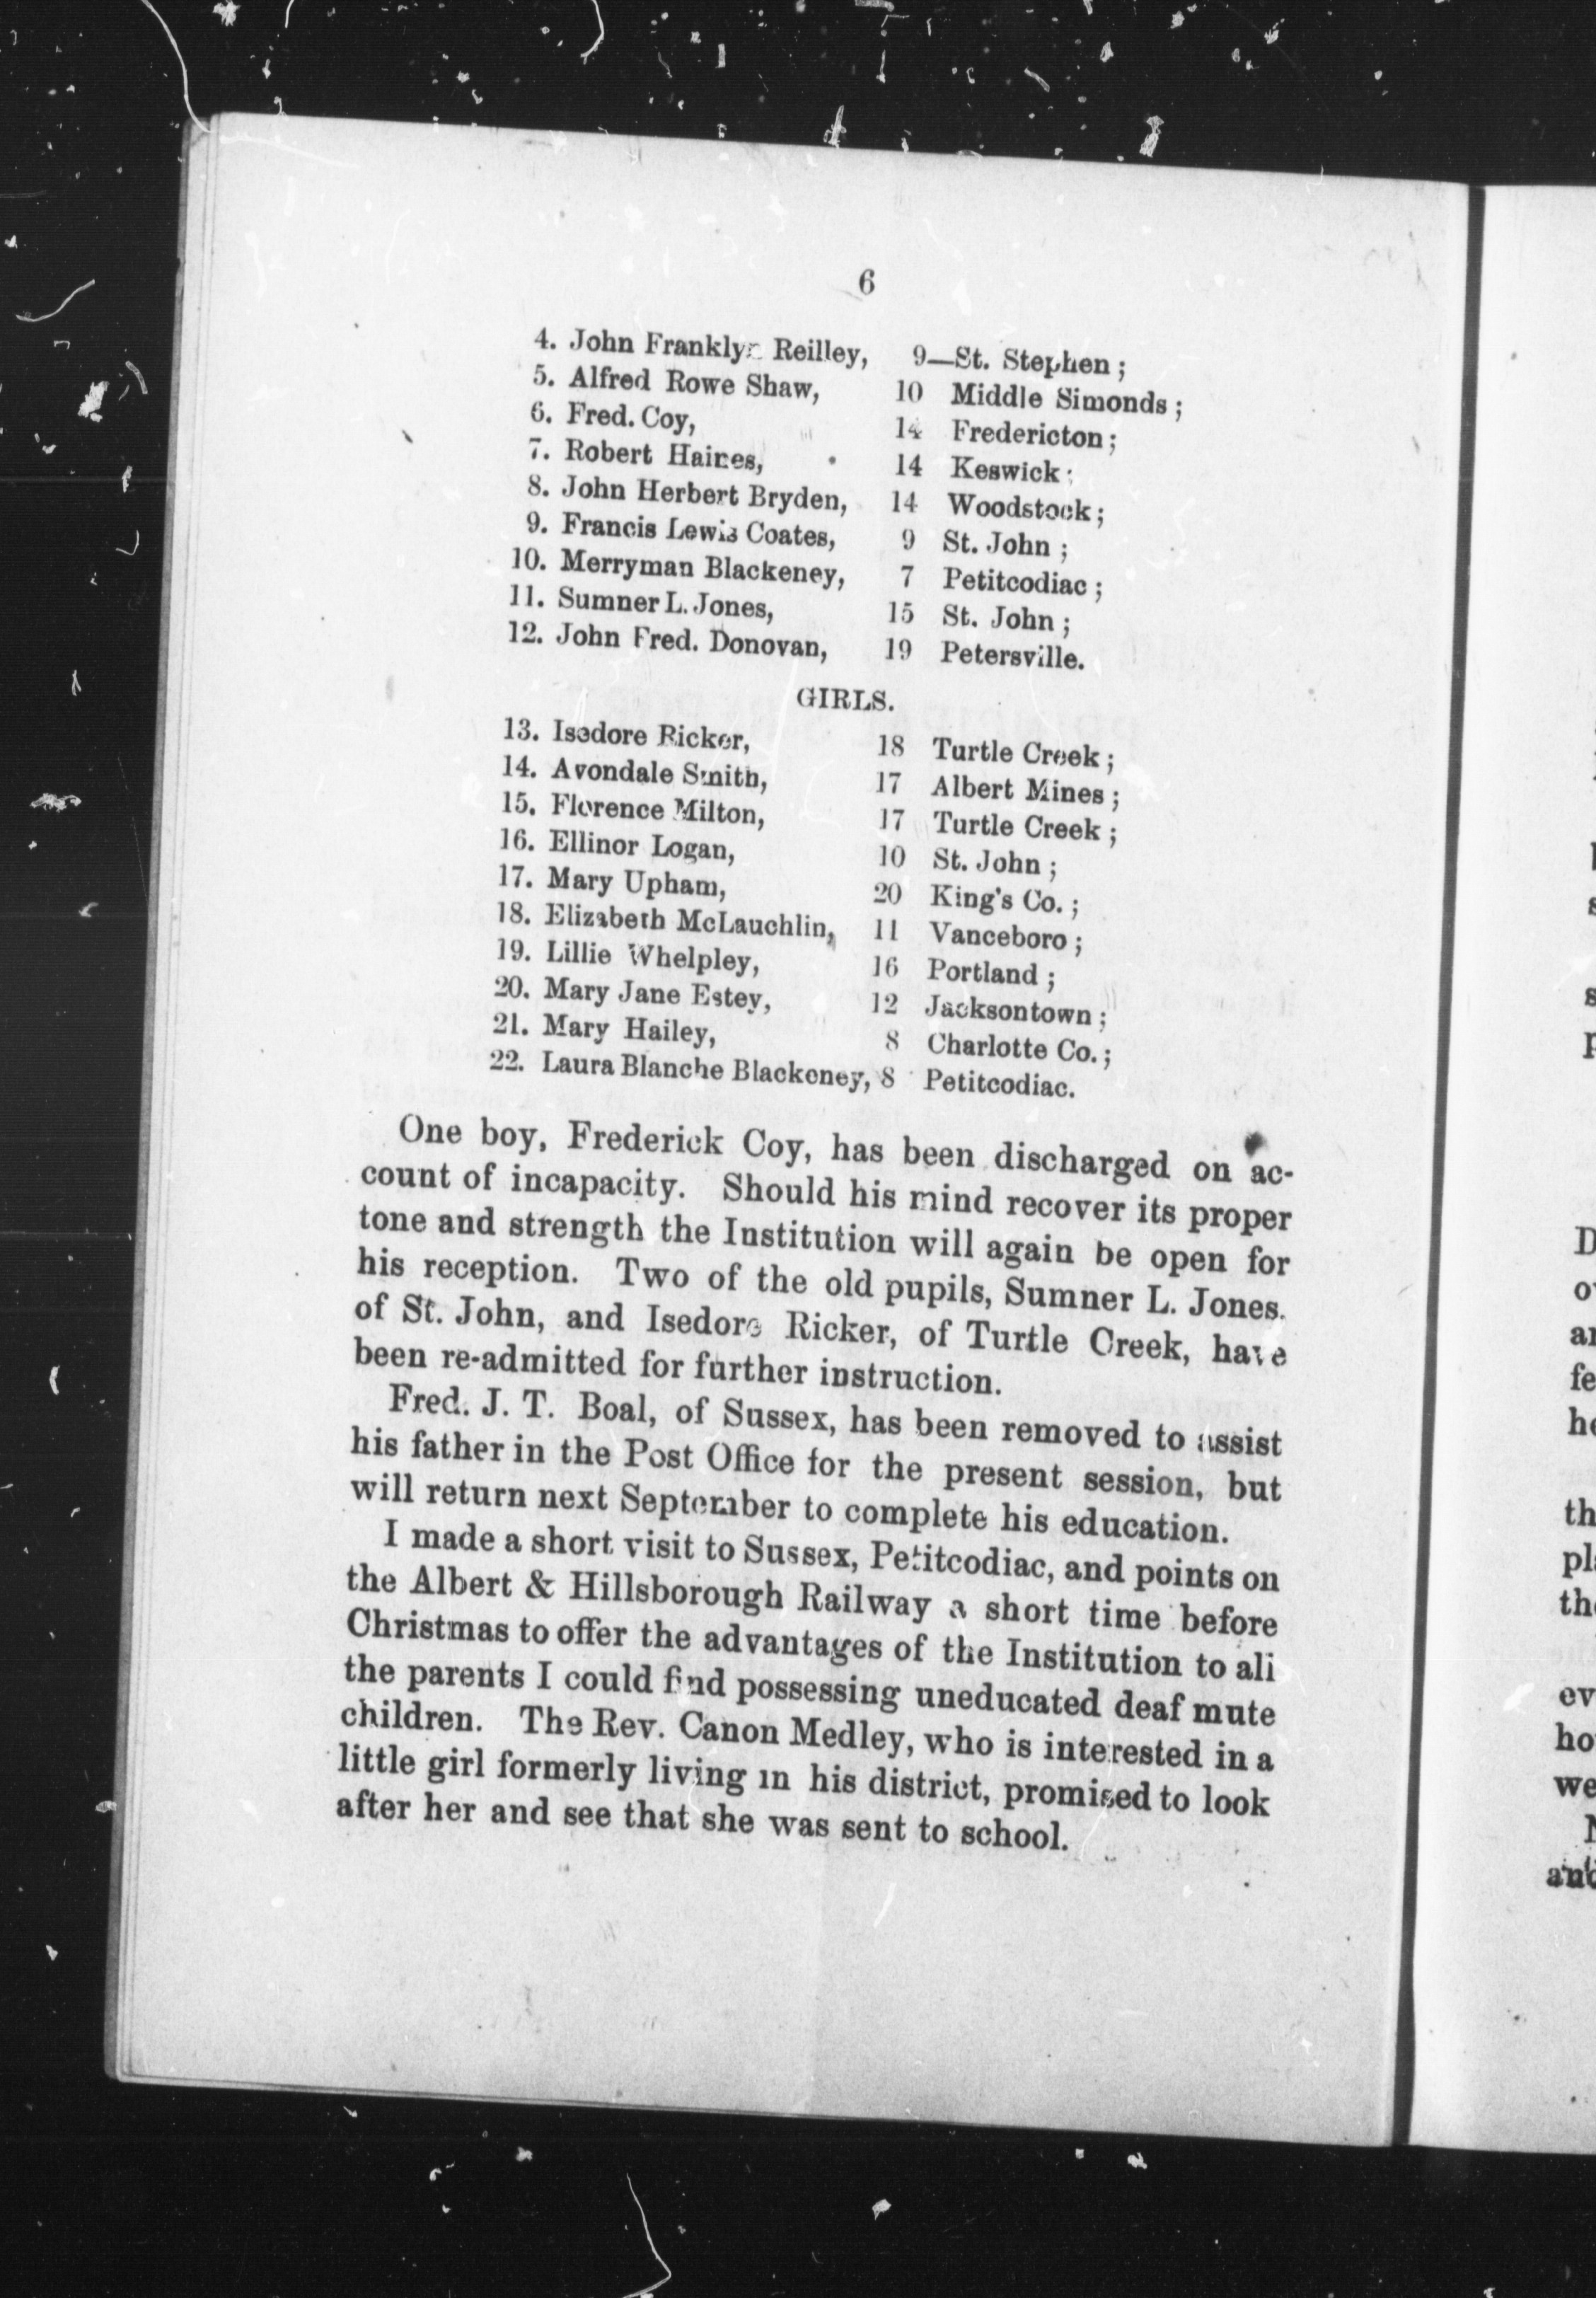 6
4. John Franklyn Reilley, 9—St. Stephen;
5. Alfred Rowe Shaw, 10 Middle Simonds;
6. Fred. Coy, 14 Fredericton;
7. Robert Haines, 14 Keswick;
8. John Herbert Bryden, 14 Woodstock;
9. Francis Lewis Coates, 9 St. John;
10. Merryman Blackeney, 7 Petitcodiac;
11. Sumner L. Jones, 15 St. John;
12. John Fred. Donovan, 19 Petersville.
GIRLS.
13. Isedore Ricker, 18 Turtle Creek;
14. Avondale Smith, 17 Albert Mines;
15. Florence Milton, 17 Turtle Creek;
16. Ellinor Logan, 10 St. John;
17. Mary Upham, 20 King's Co.;
18. Elizabeth McLauchlin, 11 Vanceboro;
19. Lillie Whelpley, 16 Portland;
20. Mary Jane Estey, 12 Jacksontown;
21. Mary Hailey, 8 Charlotte Co.;
22. Laura Blanche Blackeney, 8 Petitcodiac.
One boy, Frederick Coy, has been discharged on ac-
count of incapacity. Should his mind recover its proper
tone and strength the Institution will again be open for
his reception. Two of the old pupils, Sumner L. Jones.
of St. John, and Isedore Ricker, of Turtle Creek, have
been re-admitted for further instruction.
Fred. J. T. Boal, of Sussex, has been removed to assist
his father in the Post Office for the present session, but
will return next September to complete his education.
I made a short visit to Sussex, Petitcodiac, and points on
the Albert & Hillsborough Railway a short time before
Christmas to offer the advantages of the Institution to all
the parents I could find possessing uneducated deaf mute
children. The Rev. Canon Medley, who is interested in a
little girl formerly living in his district, promised to look
after her and see that she was sent to school.